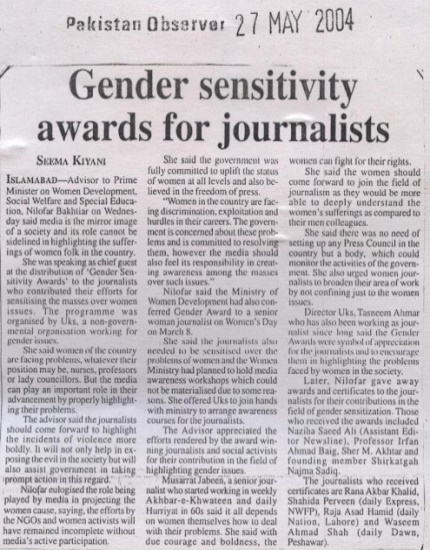 Pakistan Observer 27 MAY 2004
Gender sensitivity
awards for journalists
SEEMA KIYANI
ISLAMABAD—Advisor to Prime
Minister on Women Development,
Social Welfare and Special Educa-
tion, Nilofar Bakhtiar on Wednes-
day said media is the mirror image
of a society and its role cannot be
sidelined in highlighting the suffer-
ings of women folk in the country.
She was speaking as chief guest
at the distribution of 'Gender Sen-
sitivity Awards' to the journalists
who contributed their efforts for
sensitising the masses over women
issues. The programme was
organised by Uks, a non-govern-
mental organisation working for
gender issues.
She said women of the country
are facing problems, whatever their
position may be, nurses, professors
or lady councillors. But the media
can play an important role in their
advancement by properly highlight-
ing their problems.
The advisor said the journalists
should come forward to highlight
the incidents of violence more
boldly. It will not only help in ex-
posing the evil in the society but will
also assist government in taking
prompt action in this regard.
Nilofar eulogised the role being
played by media in projecting the
women cause, saying, the efforts by
the NGOs and women activists will
have remained incomplete without
media's active participation.
She said the government was
fully committed to uplift the status
of women at all levels and also be-
lieved in the freedom of press.
"Women in the country are fac-
ing discrimination, exploitation and
hurdles in their careers. The govern-
ment is concerned about these prob-
lems and is committed to resolving
them, however the media should
also feel its responsibility in creat-
ing awareness among the masses
over such issues."
Nilofar said the Ministry of
Women Development had also con-
ferred Gender Award to a senior
woman journalist on Women's Day
on March 8.
She said the journalists also
needed to be sensitised over the
problems of women and the Women
Ministry had planned to hold media
awareness workshops which could
not be materialised due to some rea-
sons. She offered Uks to join hands
with ministry to arrange awareness
courses for the journalists.
The Advisor appreciated the
efforts rendered by the award win-
ning journalists and social activists
for their contribution in the field of
highlighting gender issues.
Musarrat Jabeen, a senior jour-
nalist who started working in weekly
Akhbar-e-Khwateen and daily
Hurriyat in 60s said it all depends
on women themselves how to deal
with their problems. She said with
due courage and boldness, the
women can fight for their rights.
She said the women should
come forward to join the field of
journalism as they would be more
able to deeply understand the
women's sufferings as compared to
their men colleagues.
She said there was no need of
setting up any Press Council in the
country but a body, which could
monitor the activities of the govern-
ment. She also urged women jour-
nalists to broaden their area of work
by not confining just to the women
issues.
Director Uks, Tasneem Ahmar
who has also been working as jour-
nalist since long said the Gender
Awards were symbol of appreciation
for the journalists and to encourage
them in highlighting the problems
faced by women in the society.
Later, Nilofar gave away
awards and certificates to the jour-
nalists for their contributions in the
field of gender sensitization. Those
who received the awards included
Naziha Saeed Ali (Assistant Edi-
tor Newsline), Professor Irfan
Ahmad Baig, Sher M. Akhtar and
founding member Shirkatgah
Najma Sadiq.
The journalists who received
certificates are Rana Akbar Khalid,
Shahida Perveen (daily Express,
NWFP), Raja Asad Hamid (daily
Nation, Lahore) and Waseem
Ahmad Shah (daily Dawn,
Peshawar).